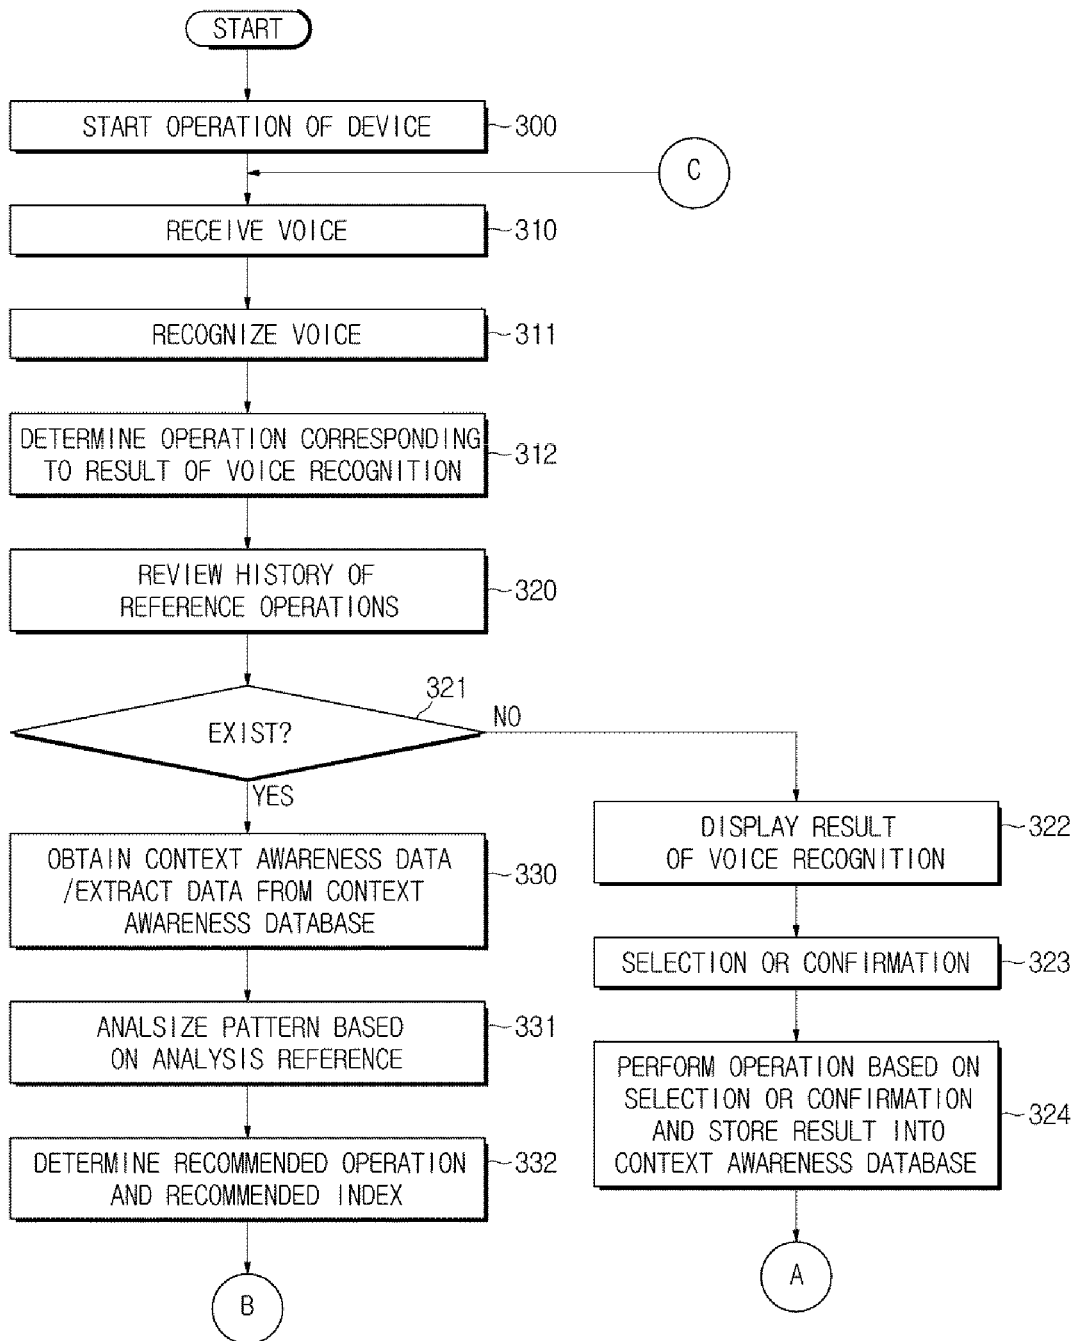 START
START OPERATION OF DEVICE
300
C
RECEIVE VOICE
310
RECOGNIZE VOICE
311
DETERMINE OPERATION CORRESPONDING
TO RESULT OF VOICE RECOGNITION
312
REVIEW HISTORY OF
REFERENCE OPERATIONS
320
321
EXIST?
NO
YES
OBTAIN CONTEXT AWARENESS DATA
/EXTRACT DATA FROM CONTEXT
AWARENESS DATABASE
330
ANALSIZE PATTERN BASED
ON ANALYSIS REFERENCE
331
DETERMINE RECOMMENDED OPERATION
AND RECOMMENDED INDEX
332
B
DISPLAY RESULT
OF VOICE RECOGNITION
322
SELECTION OR CONFIRMATION
323
PERFORM OPERATION BASED ON
SELECTION OR CONFIRMATION
AND STORE RESULT INTO
CONTEXT AWARENESS DATABASE
324
A